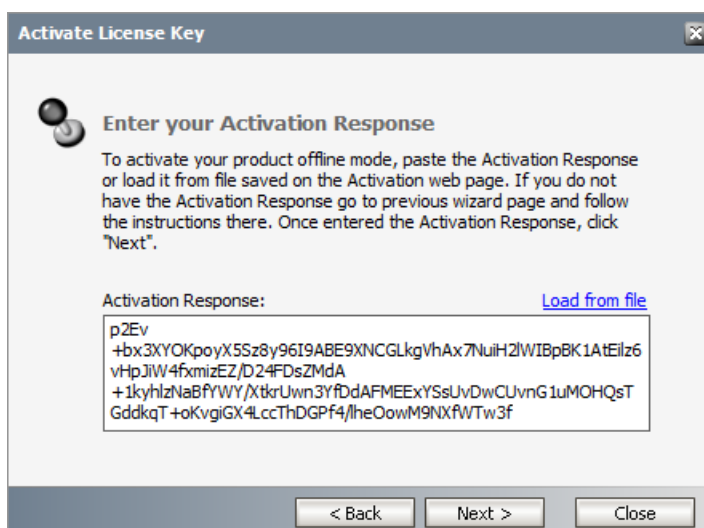 Activate License Key
Enter your Activation Response
To activate your product offline mode, paste the Activation Response
or load it from file saved on the Activation web page. If you do not
have the Activation Response go to previous wizard page and follow
the instructions there. Once entered the Activation Response, click
"Next".
Activation Response:
Load from file
p2Ev
+bx3XYOKpoyX5Sz8y96I9ABE9XNCGLkgVhAx7NuiH2lWIBpBK1AtEilz6
vHpJiW4fxmizEZ/D24FDsZMdA
+1kyhlzNaBfYWY/XtkrUwn3YfDdAFMEExYSsUvDwCUvnG1uMOHQsT
GddkqT+oKvgiGX4LccThDGPf4/lheOowM9NXfWTw3f
< Back
Next >
Close